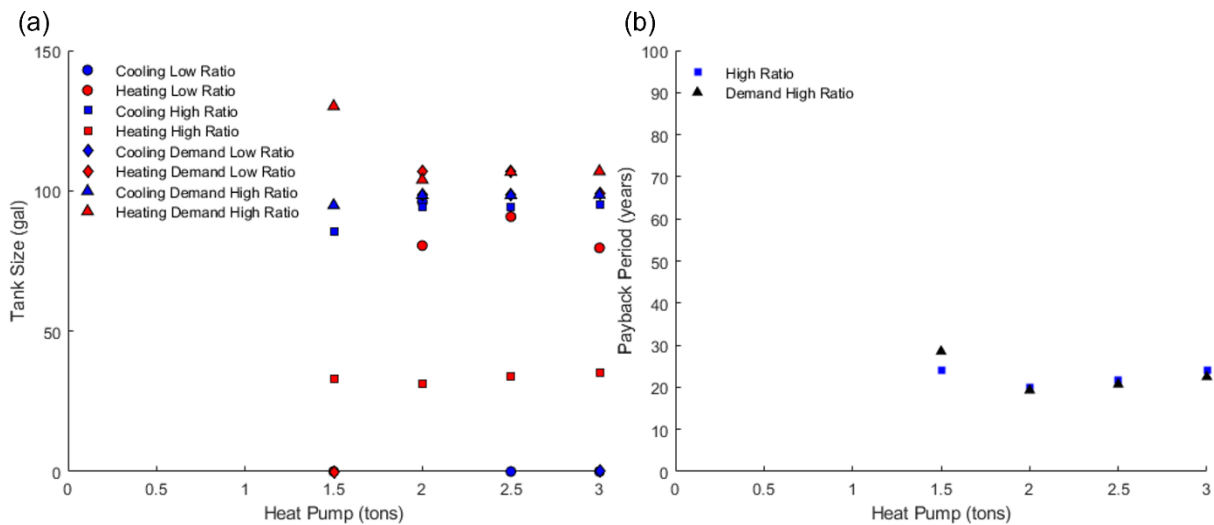 (a)
150
100
50
0
Cooling Low Ratio
Heating Low Ratio
Cooling High Ratio
Heating High Ratio
Cooling Demand Low Ratio
Heating Demand Low Ratio
Cooling Demand High Ratio
Heating Demand High Ratio
Tank Size (gal)
0 0.5 1 1.5 2 2.5 3
Heat Pump (tons)
(b)
100
90
80
70
60
50
40
30
20
10
0
High Ratio
Demand High Ratio
Payback Period (years)
0 0.5 1 1.5 2 2.5 3
Heat Pump (tons)